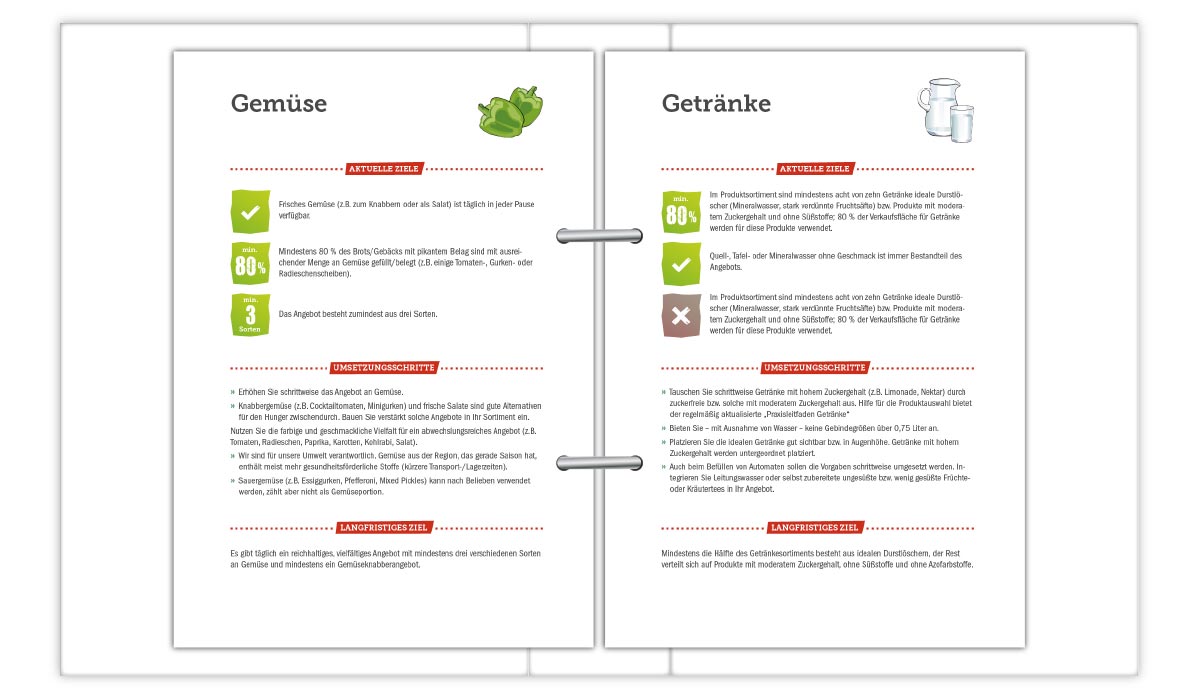 Gemüse
AKTUELLE ZIELE
Frisches Gemüse (z.B. zum Knabbern oder als Salat) ist täglich in jeder Pause
verfügbar.
min.
80%
Mindestens 80 % des Brots/Gebäcks mit pikantem Belag sind mit ausrei-
chender Menge an Gemüse gefüllt/belegt (z.B. einige Tomaten-, Gurken- oder
Radieschenscheiben).
min.
3
Sorten
Das Angebot besteht zumindest aus drei Sorten.
UMSETZUNGSSCHRITTE
» Erhöhen Sie schrittweise das Angebot an Gemüse.
» Knabbergemüse (z.B. Cocktailtomaten, Minigurken) und frische Salate sind gute Alternativen
für den Hunger zwischendurch. Bauen Sie verstärkt solche Angebote in Ihr Sortiment ein.
Nutzen Sie die farbige und geschmackliche Vielfalt für ein abwechslungsreiches Angebot (z.B.
Tomaten, Radieschen, Paprika, Karotten, Kohlrabi, Salat).
» Wir sind für unsere Umwelt verantwortlich. Gemüse aus der Region, das gerade Saison hat,
enthält meist mehr gesundheitsförderliche Stoffe (kürzere Transport-/Lagerzeiten).
» Sauergemüse (z.B. Essiggurken, Pfefferoni, Mixed Pickles) kann nach Belieben verwendet
werden, zählt aber nicht als Gemüseportion.
LANGFRISTIGES ZIEL
Es gibt täglich ein reichhaltiges, vielfältiges Angebot mit mindestens drei verschiedenen Sorten
an Gemüse und mindestens ein Gemüseknabberangebot.
Getränke
AKTUELLE ZIELE
min.
80%
Im Produktsortiment sind mindestens acht von zehn Getränke ideale Durstlö-
scher (Mineralwasser, stark verdünnte Fruchtsäfte) bzw. Produkte mit modera-
tem Zuckergehalt und ohne Süßstoffe; 80 % der Verkaufsfläche für Getränke
werden für diese Produkte verwendet.
Quell-, Tafel- oder Mineralwasser ohne Geschmack ist immer Bestandteil des
Angebots.
Im Produktsortiment sind mindestens acht von zehn Getränke ideale Durstlö-
scher (Mineralwasser, stark verdünnte Fruchtsäfte) bzw. Produkte mit modera-
tem Zuckergehalt und ohne Süßstoffe; 80 % der Verkaufsfläche für Getränke
werden für diese Produkte verwendet.
UMSETZUNGSSCHRITTE
» Tauschen Sie schrittweise Getränke mit hohem Zuckergehalt (z.B. Limonade, Nektar) durch
zuckerfreie bzw. solche mit moderatem Zuckergehalt aus. Hilfe für die Produktauswahl bietet
der regelmäßig aktualisierte „Praxisleitfaden Getränke“
» Bieten Sie – mit Ausnahme von Wasser – keine Gebindegrößen über 0,75 Liter an.
» Platzieren Sie die idealen Getränke gut sichtbar bzw. in Augenhöhe. Getränke mit hohem
Zuckergehalt werden untergeordnet platziert.
» Auch beim Befüllen von Automaten sollen die Vorgaben schrittweise umgesetzt werden. In-
tegrieren Sie Leitungswasser oder selbst zubereitete ungesüßte bzw. wenig gesüßte Früchte-
oder Kräutertees in Ihr Angebot.
LANGFRISTIGES ZIEL
Mindestens die Hälfte des Getränkesortiments besteht aus idealen Durstlöschern, der Rest
verteilt sich auf Produkte mit moderatem Zuckergehalt, ohne Süßstoffe und ohne Azofarbstoffe.